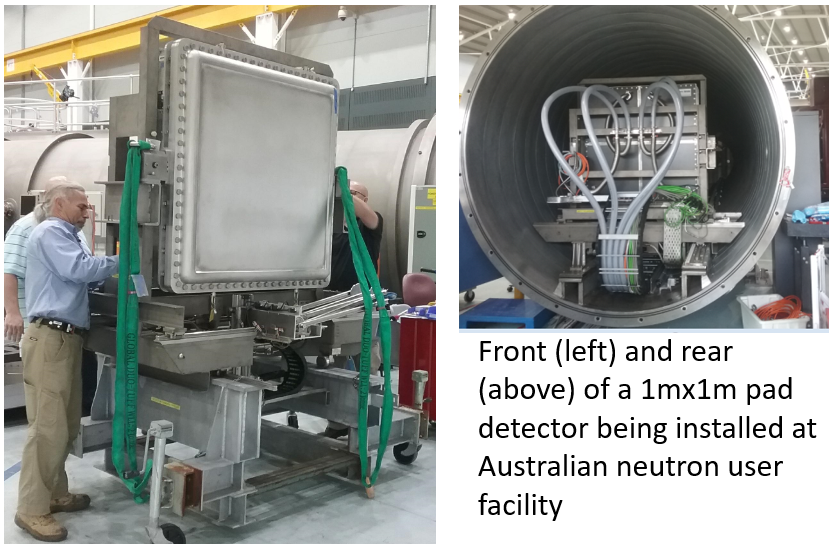 Front (left) and rear
(above) of a 1mx1m pad
detector being installed at
Australian neutron user
facility